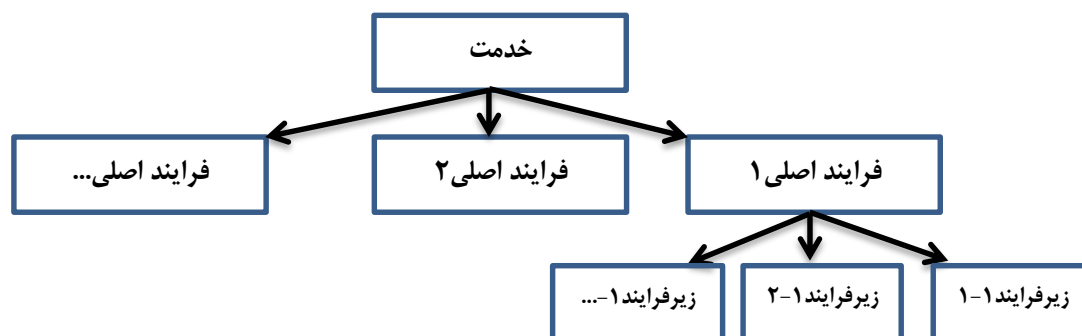 خدمت
فرایند اصلی۱
فرایند اصلی۲
فرایند اصلی...
زیرفرایند۱-۱
زیرفرایند۱-۲
زیرفرایند۱-...